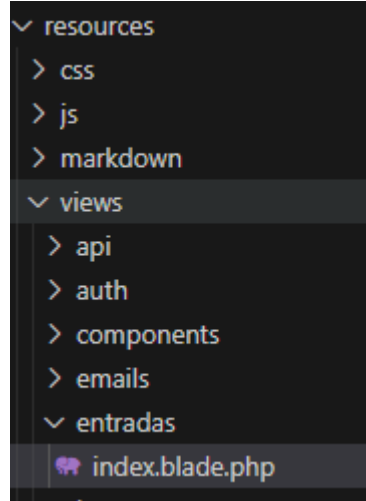 resources
css
js
markdown
views
api
auth
components
emails
entradas
index.blade.php